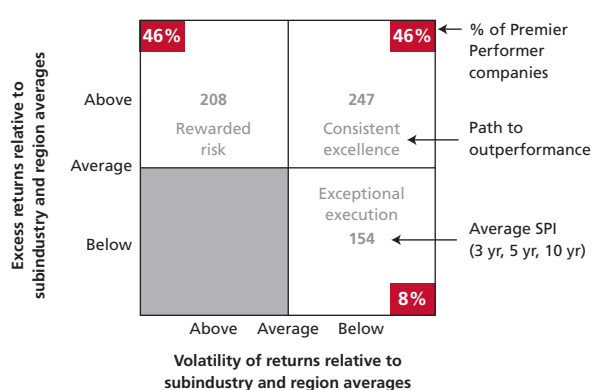 46%
46%
% of Premier
Performer
companies
Excess returns relative to
subindustry and region averages
Above
208
247
Rewarded
risk
Consistent
excellence
Path to
outperformance
Average
Exceptional
execution
Below
154
Average SPI
(3 yr, 5 yr, 10 yr)
8%
Above Average Below
Volatility of returns relative to
subindustry and region averages